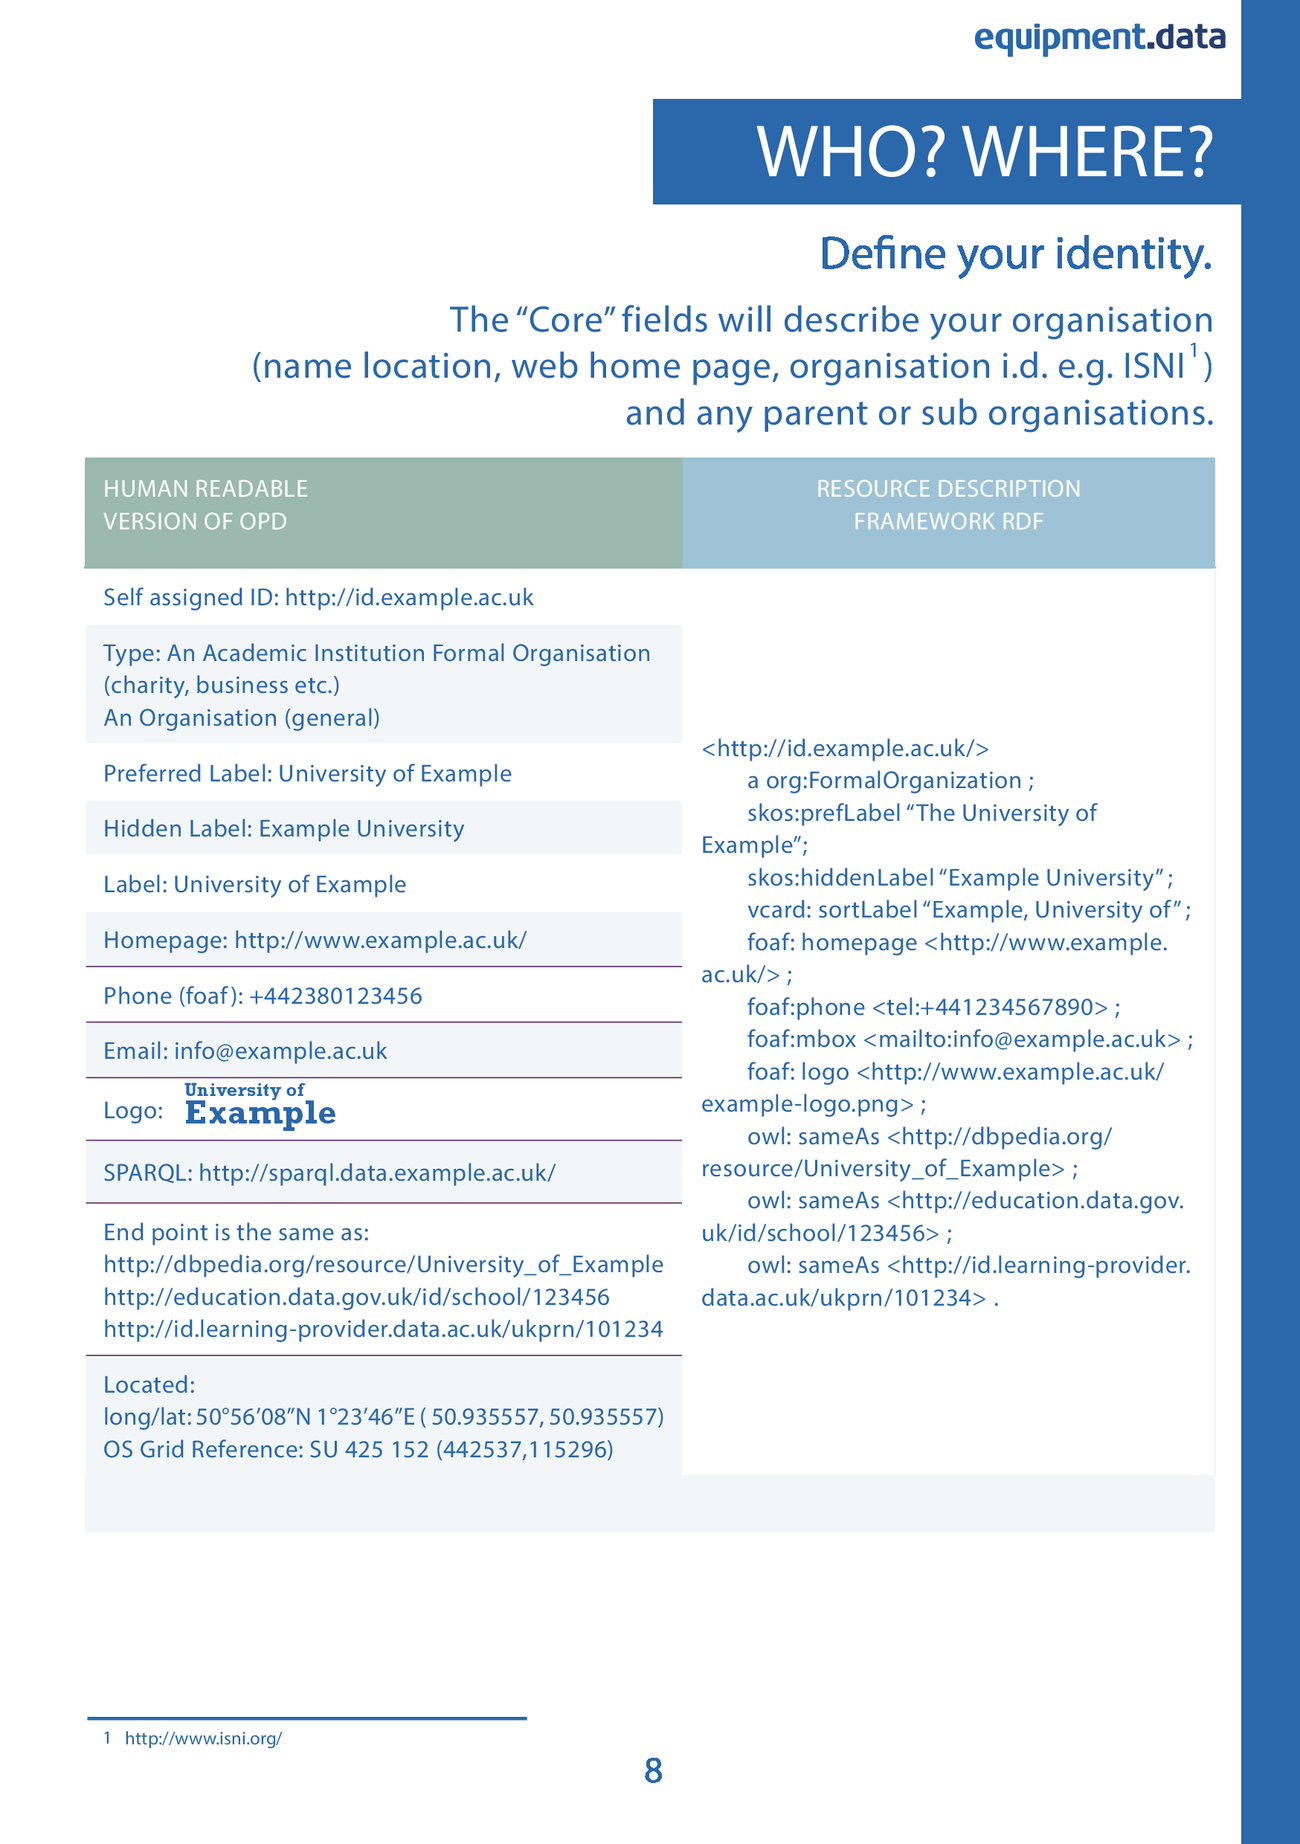 equipment.data
WHO? WHERE?
Define your identity.
The “Core” fields will describe your organisation
(name location, web home page, organisation i.d. e.g. ISNI1)
and any parent or sub organisations.
HUMAN READABLE
VERSION OF OPD
RESOURCE DESCRIPTION
FRAMEWORK RDF
Self assigned ID: http://id.example.ac.uk
Type: An Academic Institution Formal Organisation
(charity, business etc.)
An Organisation (general)
Preferred Label: University of Example
Hidden Label: Example University
Label: University of Example
Homepage: http://www.example.ac.uk/
Phone (foaf): +442380123456
Email: info@example.ac.uk
Logo:
University of
Example
SPARQL: http://sparql.data.example.ac.uk/
End point is the same as:
http://dbpedia.org/resource/University_of_Example
http://education.data.gov.uk/id/school/123456
http://id.learning-provider.data.ac.uk/ukprn/101234
Located:
long/lat: 50°56’08”N 1°23’46”E ( 50.935557, 50.935557)
OS Grid Reference: SU 425 152 (442537,115296)
<http://id.example.ac.uk/>
a org:FormalOrganization ;
skos:prefLabel “The University of
Example”;
skos:hiddenLabel “Example University” ;
vcard: sortLabel “Example, University of” ;
foaf: homepage <http://www.example.
ac.uk/> ;
foaf:phone <tel:+441234567890> ;
foaf:mbox <mailto:info@example.ac.uk> ;
foaf: logo <http://www.example.ac.uk/
example-logo.png> ;
owl: sameAs <http://dbpedia.org/
resource/University_of_Example> ;
owl: sameAs <http://education.data.gov.
uk/id/school/123456> ;
owl: sameAs <http://id.learning-provider.
data.ac.uk/ukprn/101234> .
1 http://www.isni.org/
8